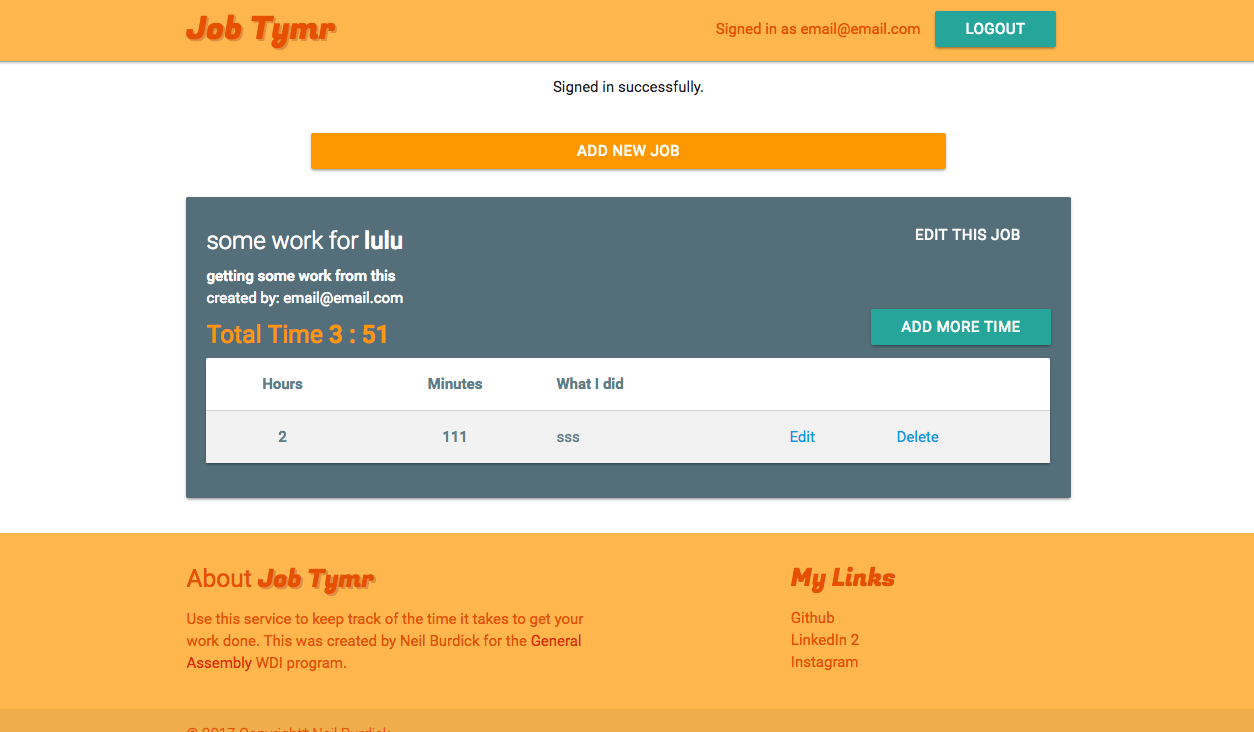 Job Tymr
Signed in as email@email.com
LOGOUT
Signed in successfully.
ADD NEW JOB
some work for lulu
EDIT THIS JOB
getting some work from this
created by: email@email.com
Total Time 3 : 51
ADD MORE TIME
Hours Minutes What I did
2 111 sss Edit Delete
About Job Tymr
Use this service to keep track of the time it takes to get your
work done. This was created by Neil Burdick for the General
Assembly WDI program.
My Links
Github
LinkedIn 2
Instagram
© 2017 Copyright* Neil Burdick